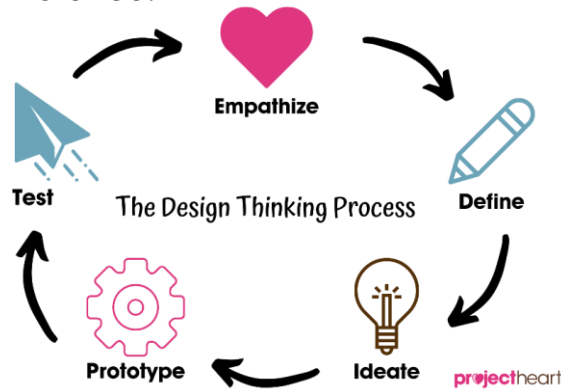 Empathize
Define
Ideate
Prototype
Test
The Design Thinking Process
projectheart